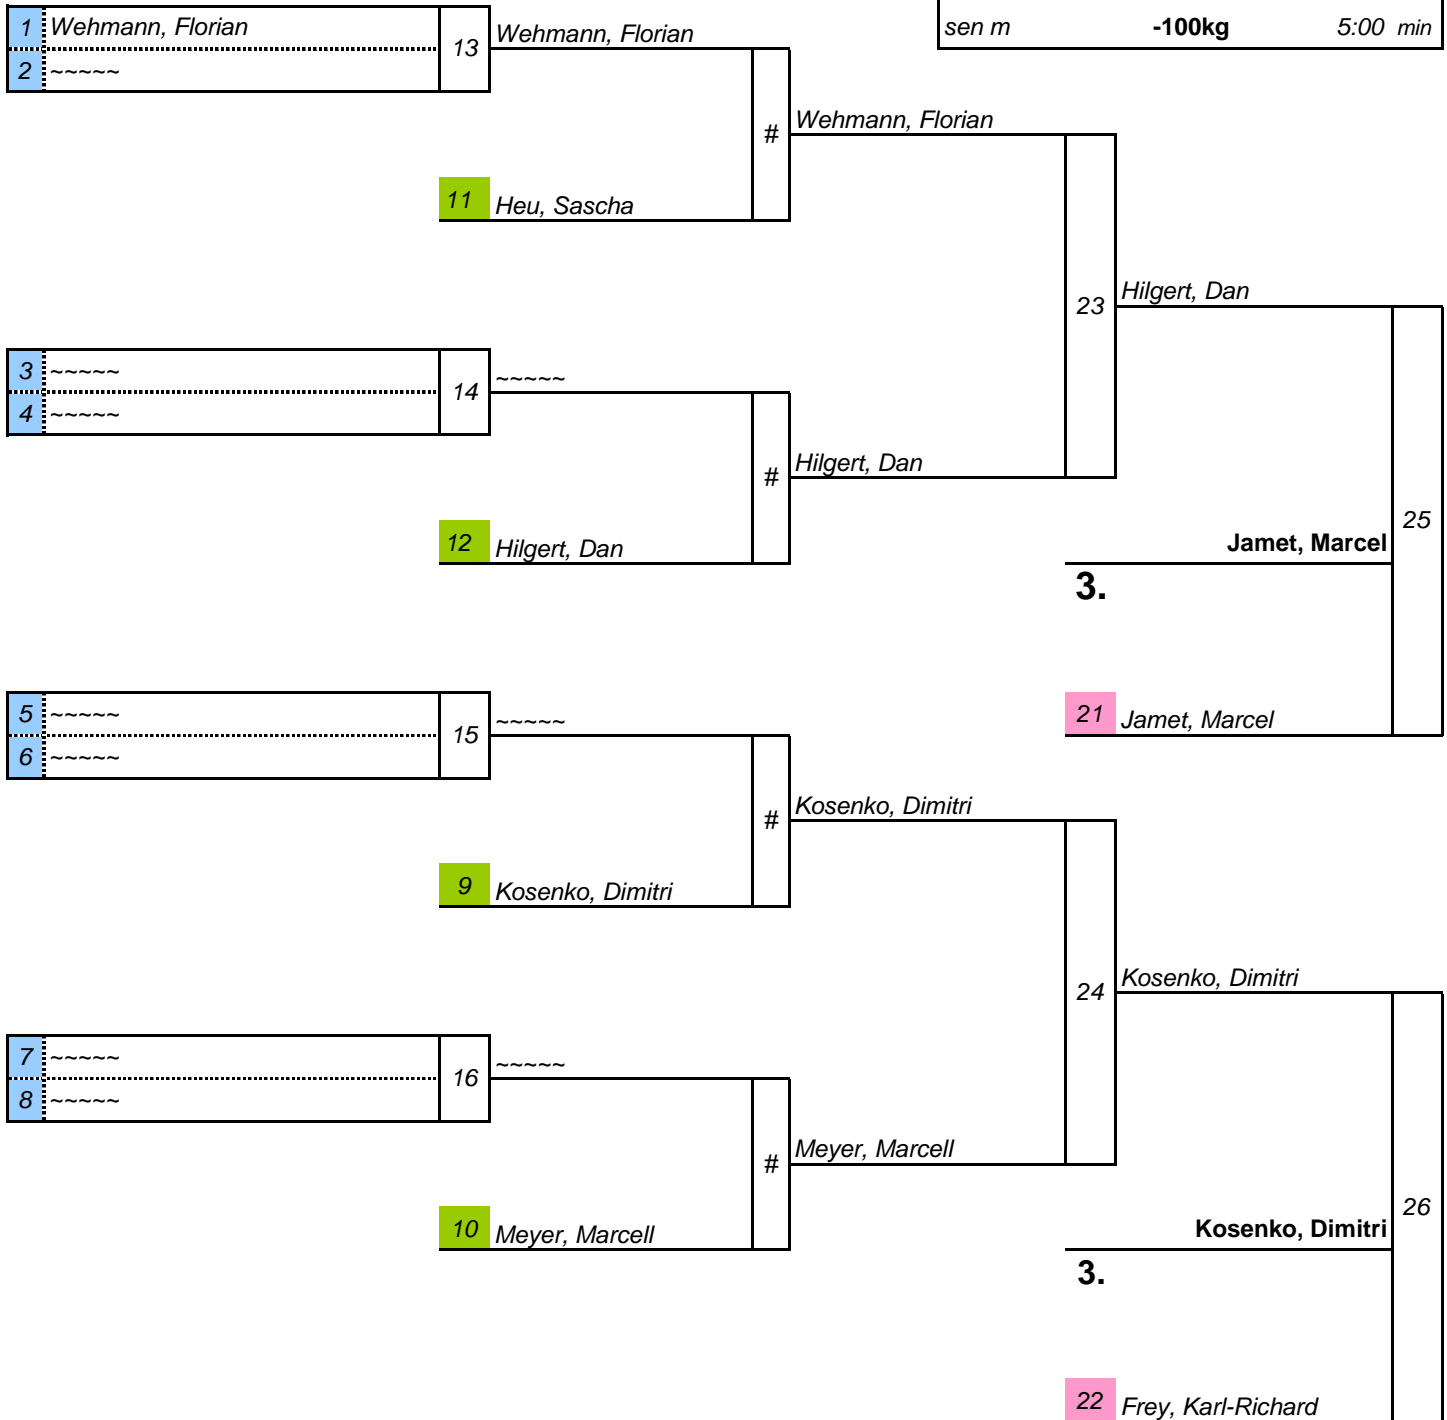 1 Wehmann, Florian
13 Wehmann, Florian
sen m -100kg 5:00 min
2 ~~~~~
# Wehmann, Florian
11 Heu, Sascha
23 Hilgert, Dan
3 ~~~~~
14 ~~~~~
4 ~~~~~
# Hilgert, Dan
12 Hilgert, Dan
Jamet, Marcel 25
3.
5 ~~~~~
15 ~~~~~
6 ~~~~~
21 Jamet, Marcel
# Kosenko, Dimitri
9 Kosenko, Dimitri
24 Kosenko, Dimitri
7 ~~~~~
16 ~~~~~
8 ~~~~~
# Meyer, Marcell
10 Meyer, Marcell
Kosenko, Dimitri 26
3.
22 Frey, Karl-Richard